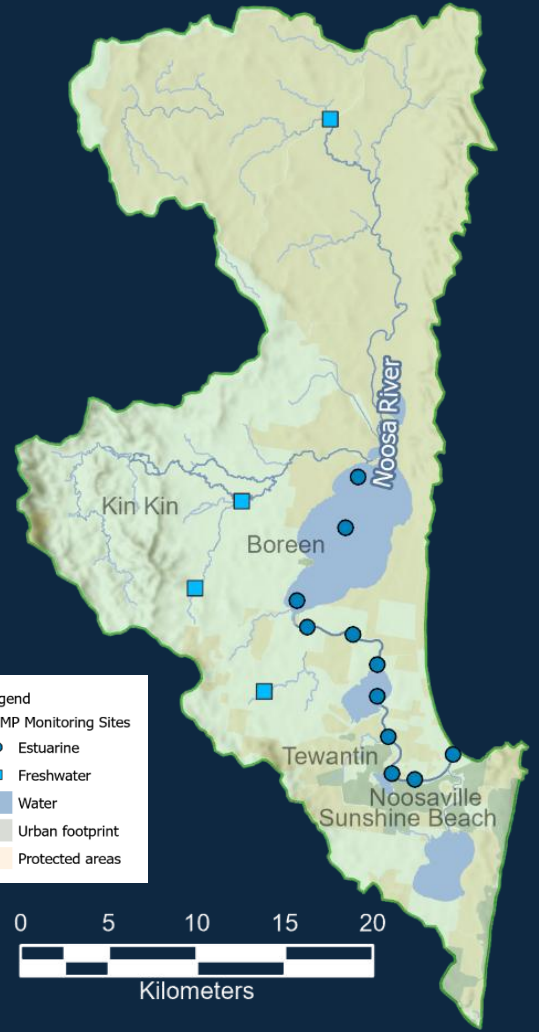 Noosa River
Kin Kin
Boreen
Tewantin
Noosaville
Sunshine Beach
gend
MP Monitoring Sites
Estuarine
Freshwater
Water
Urban footprint
Protected areas
0 5 10 15 20
Kilometers